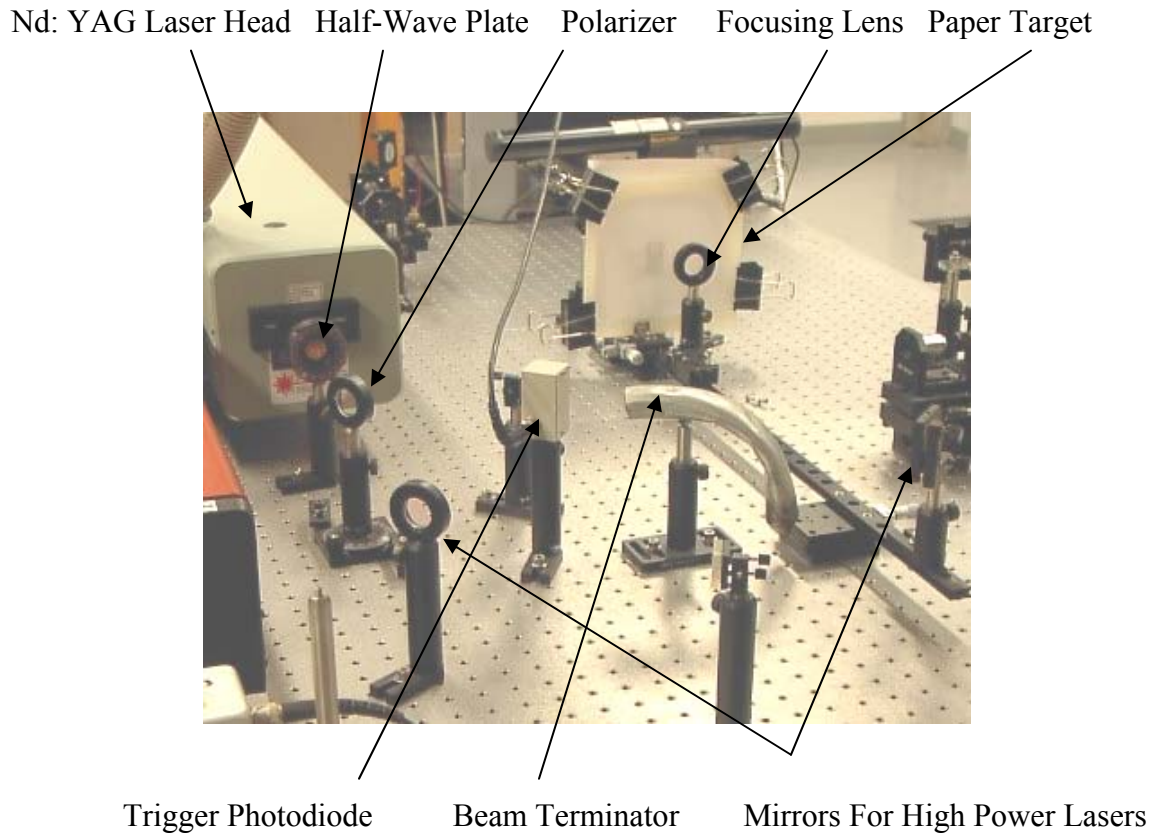 Nd: YAG Laser Head Half-Wave Plate Polarizer Focusing Lens Paper Target
Trigger Photodiode Beam Terminator Mirrors For High Power Lasers